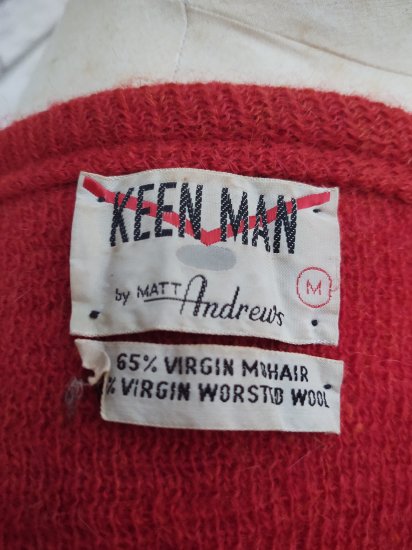 KEEN MAN
by MATT Andrews
M
65% VIRGIN MOHAIR
% VIRGIN WORSTED WOOL